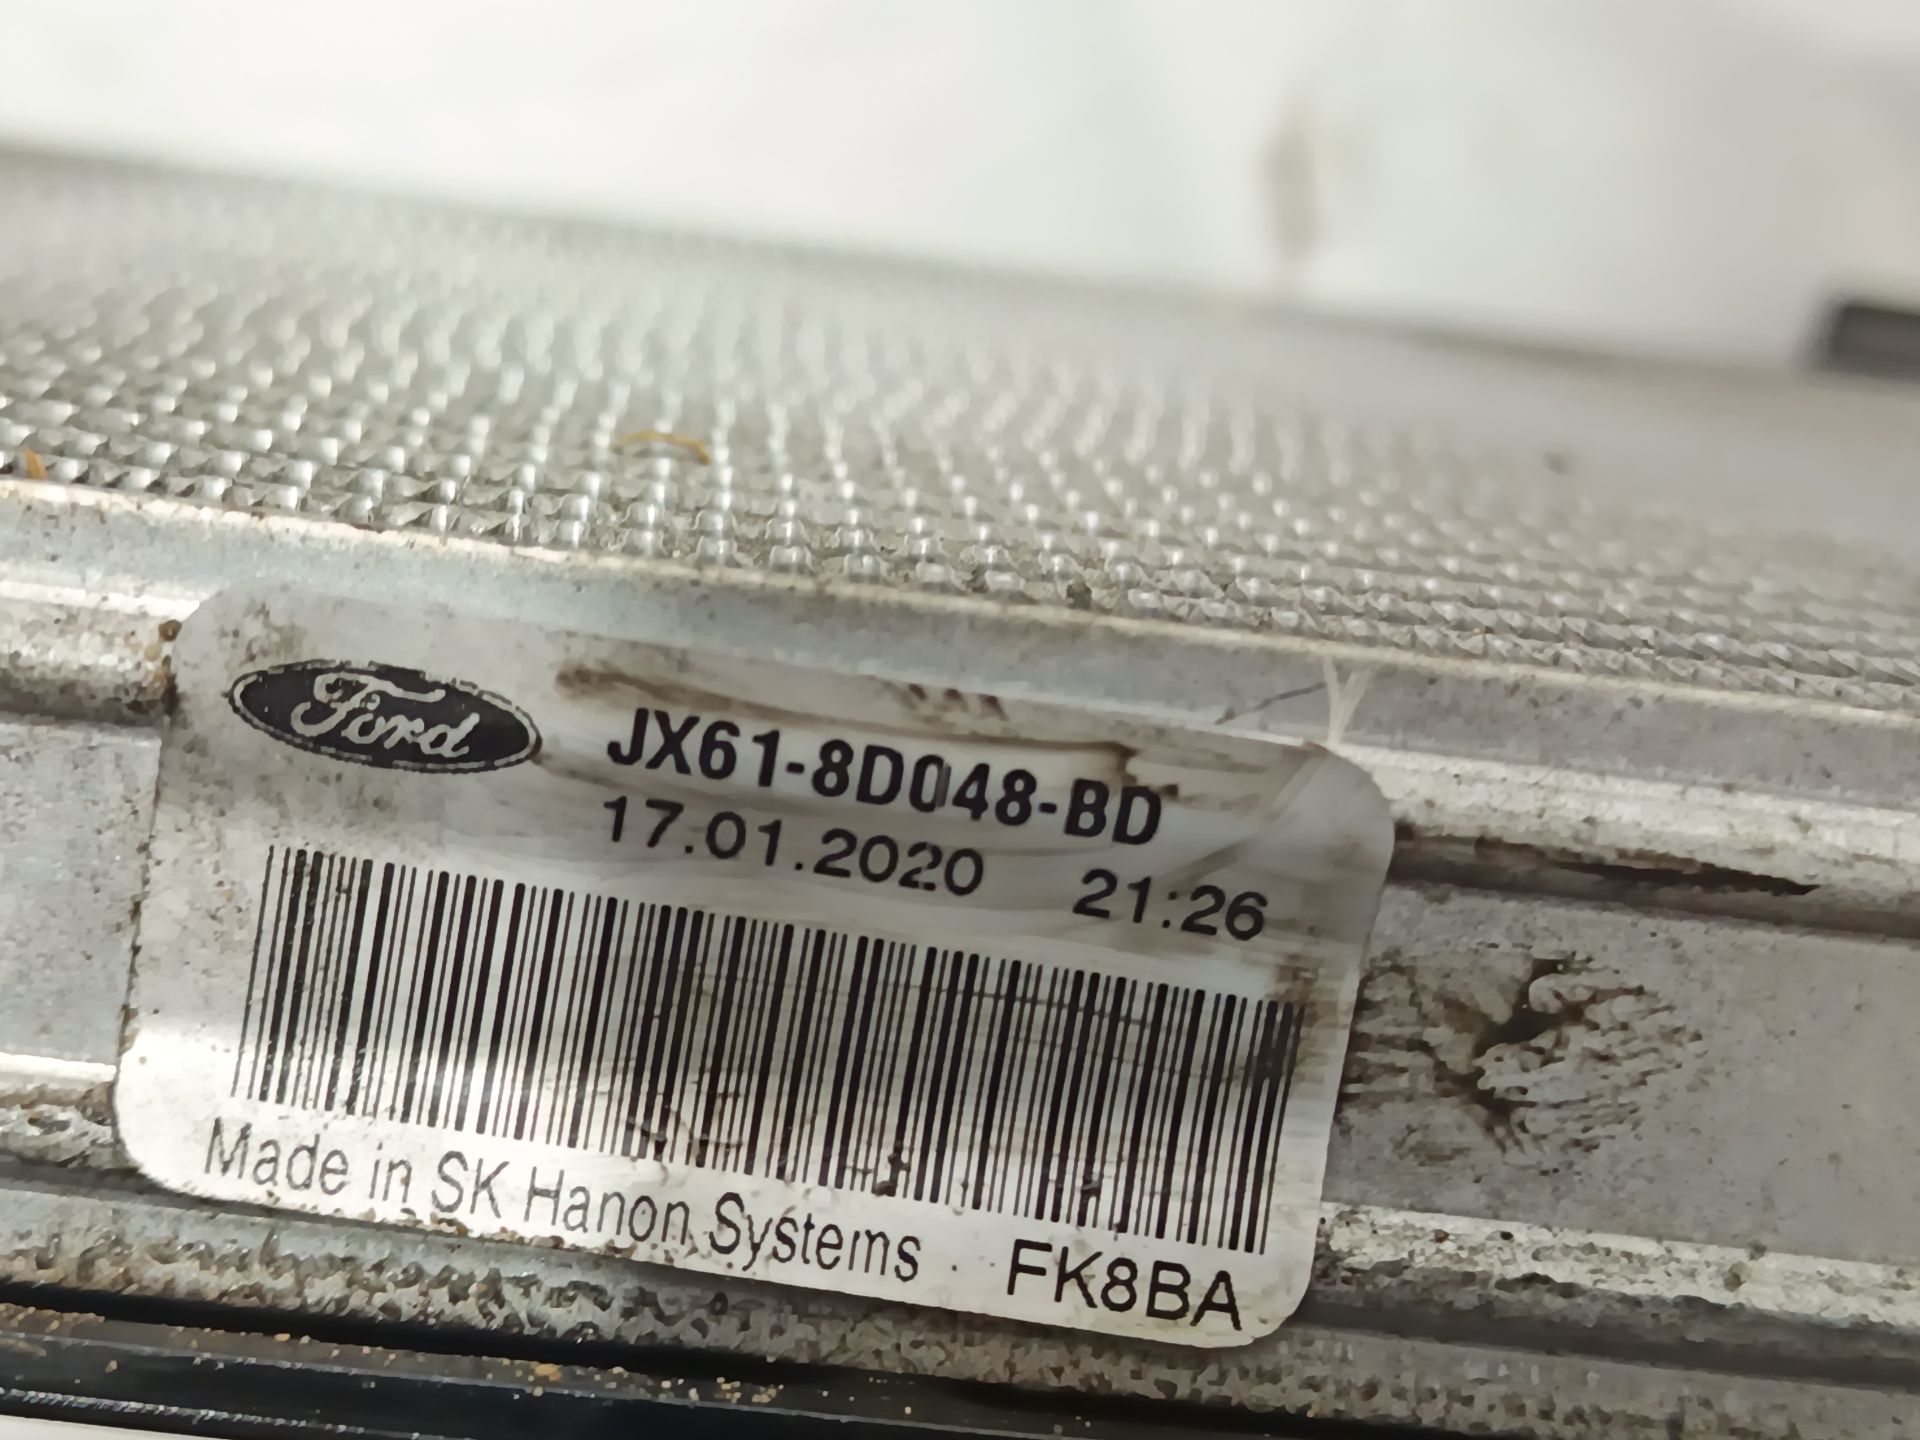 Ford
JX61-8D048-BD
17.01.2020 21:26
Made in SK Hanon Systems FK8BA